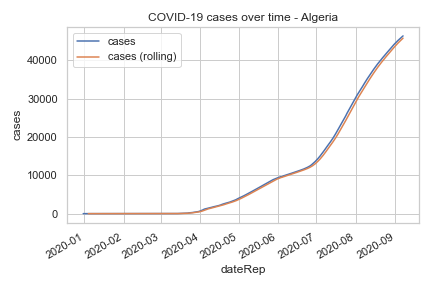 COVID-19 cases over time - Algeria
cases
cases (rolling)
cases
40000
30000
20000
10000
0
2020-01
2020-02
2020-03
2020-04
2020-05
2020-06
2020-07
2020-08
2020-09
dateRep